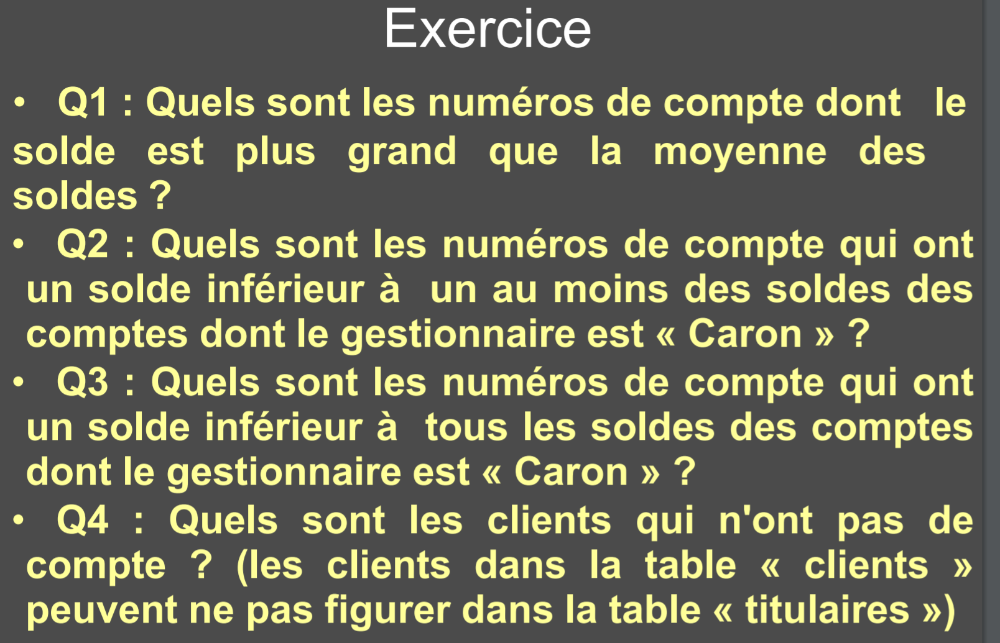 Exercice
• Q1 : Quels sont les numéros de compte dont le
solde est plus grand que la moyenne des
soldes ?
• Q2 : Quels sont les numéros de compte qui ont
un solde inférieur à un au moins des soldes des
comptes dont le gestionnaire est « Caron » ?
• Q3 : Quels sont les numéros de compte qui ont
un solde inférieur à tous les soldes des comptes
dont le gestionnaire est « Caron » ?
• Q4 : Quels sont les clients qui n'ont pas de
compte ? (les clients dans la table « clients »
peuvent ne pas figurer dans la table « titulaires »)